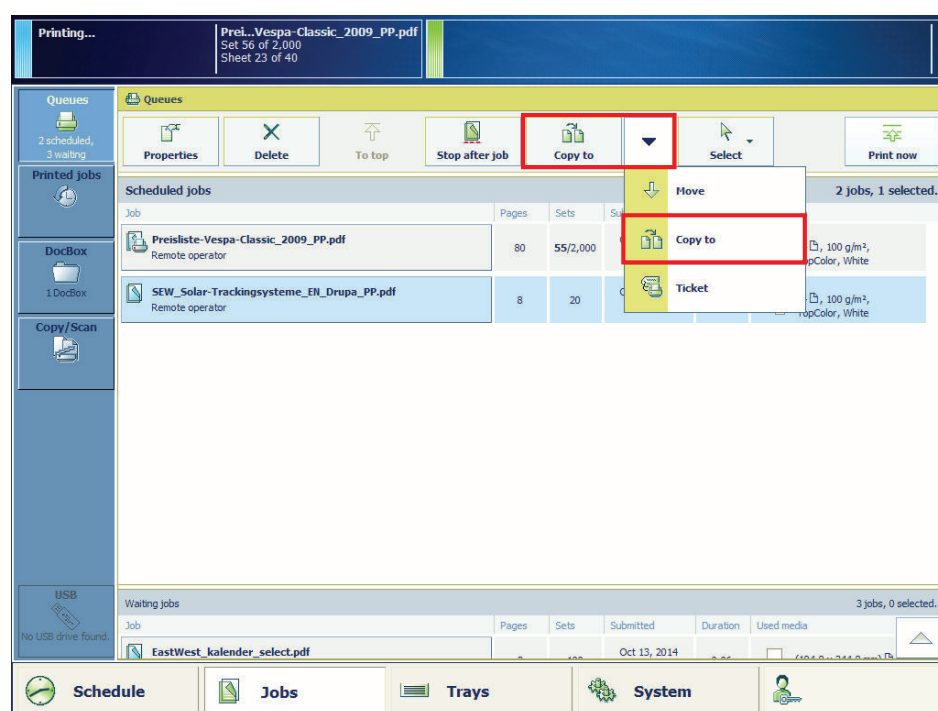 Printing...
Prei...Vespa-Classic_2009_PP.pdf
Set 56 of 2,000
Sheet 23 of 40
Queues
2 scheduled,
3 waiting
Printed jobs
DocBox
1 DocBox
Copy/Scan
USB
No USB drive found.
Queues
Properties
Delete
To top
Stop after job
Copy to
Select
Print now
Move
Copy to
Ticket
Scheduled jobs
2 jobs, 1 selected.
Job
Pages
Sets
Preisliste-Vespa-Classic_2009_PP.pdf
Remote operator
80
55/2,000
, 100 g/m²,
White
SEW_Solar-Trackingsysteme_EN_Drupa_PP.pdf
Remote operator
8
20
, 100 g/m²,
TopColor, White
Waiting jobs
3 jobs, 0 selected.
Job
Pages
Sets
Submitted
Duration
Used media
EastWest_kalender_select.pdf
Oct 13, 2014
Schedule
Jobs
Trays
System